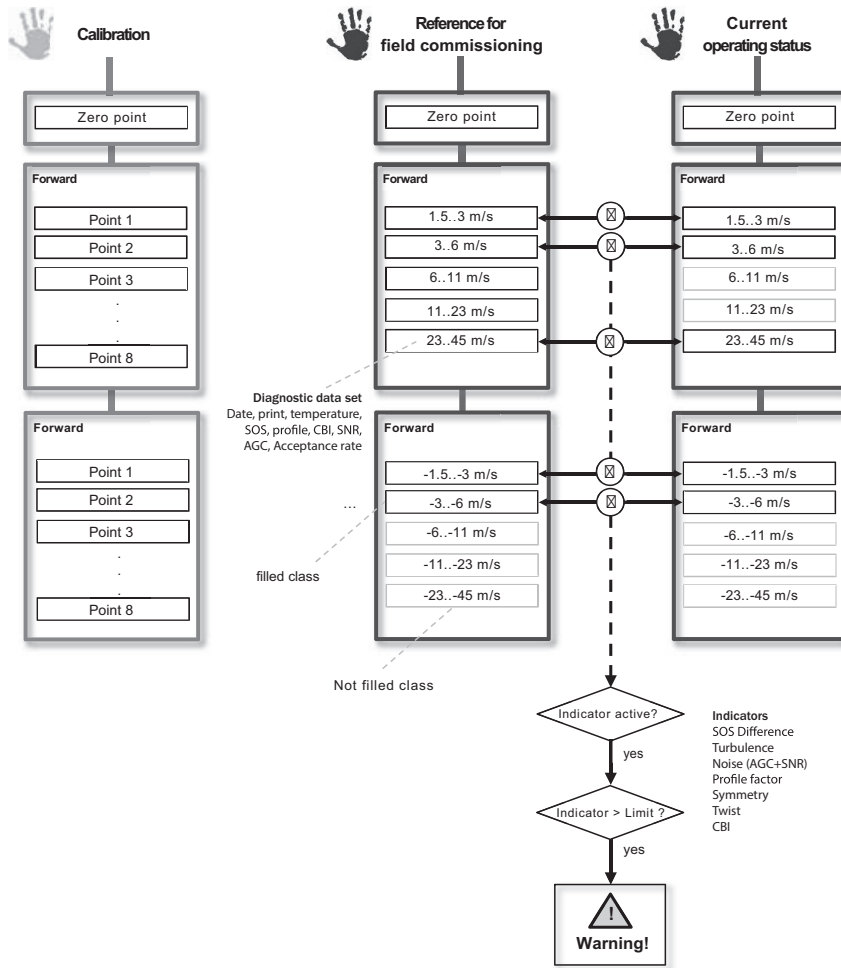 Calibration
Zero point
Forward
Point 1
Point 2
Point 3
.
.
.
Point 8
Forward
Point 1
Point 2
Point 3
.
.
.
Point 8
Reference for
field commissioning
Zero point
Forward
1.5..3 m/s
3..6 m/s
6..11 m/s
11..23 m/s
23..45 m/s
Diagnostic data set
Date, print, temperature,
SOS, profile, CBI, SNR,
AGC, Acceptance rate
Forward
-1.5..-3 m/s
...
-3..-6 m/s
-6..-11 m/s
-11..-23 m/s
-23..-45 m/s
filled class
Not filled class
Current
operating status
Zero point
Forward
1.5..3 m/s
3..6 m/s
6..11 m/s
11..23 m/s
23..45 m/s
Forward
-1.5..-3 m/s
-3..-6 m/s
-6..-11 m/s
-11..-23 m/s
-23..-45 m/s
Indicator active?
yes
Indicator > Limit ?
yes
!
Warning!
Indicators
SOS Difference
Turbulence
Noise (AGC+SNR)
Profile factor
Symmetry
Twist
CBI